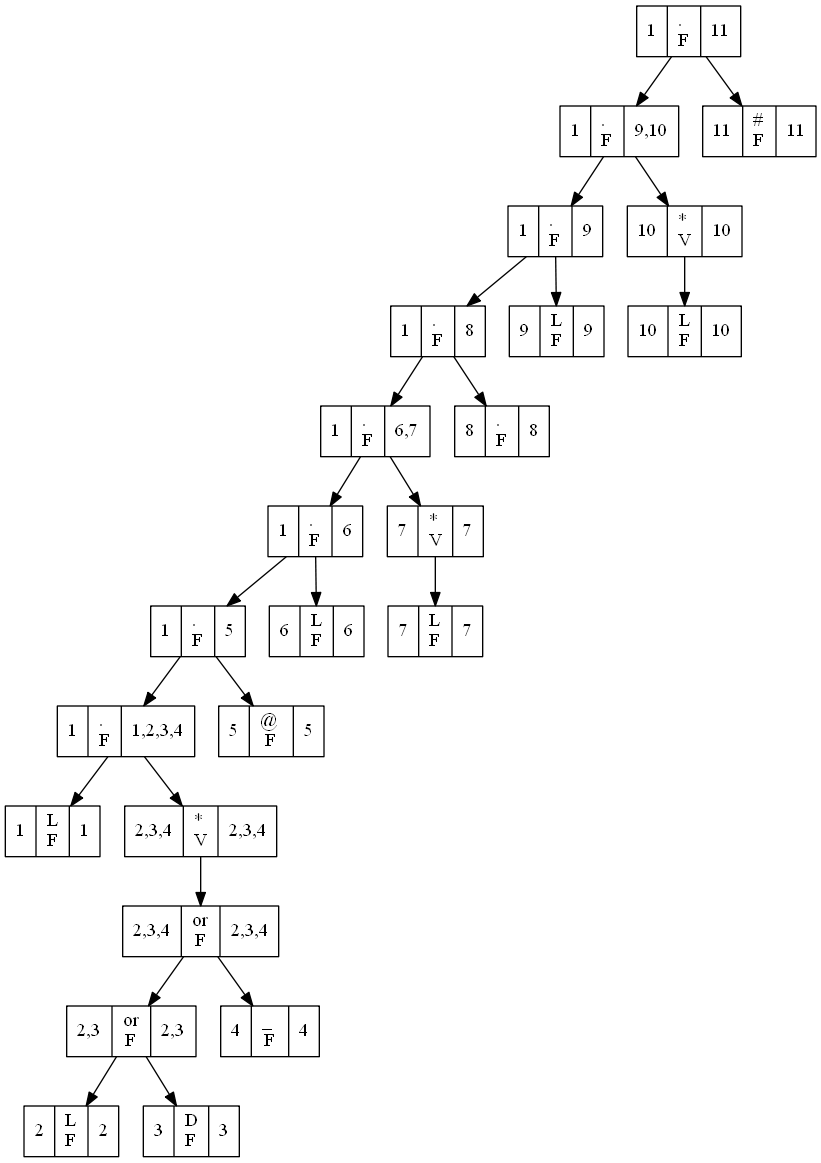 1 . F 11
1 . F 9,10
11 # F 11
1 . F 9
10 * V 10
1 . F 8
9 L F 9
10 L F 10
1 . F 6,7
8 . F 8
1 . F 6
7 * V 7
1 . F 5
6 L F 6
7 L F 7
1 . F 1,2,3,4
5 @ F 5
1 L F 1
2,3,4 * V 2,3,4
2,3,4 or F 2,3,4
2,3 or F 2,3
4 _ F 4
2 L F 2
3 D F 3